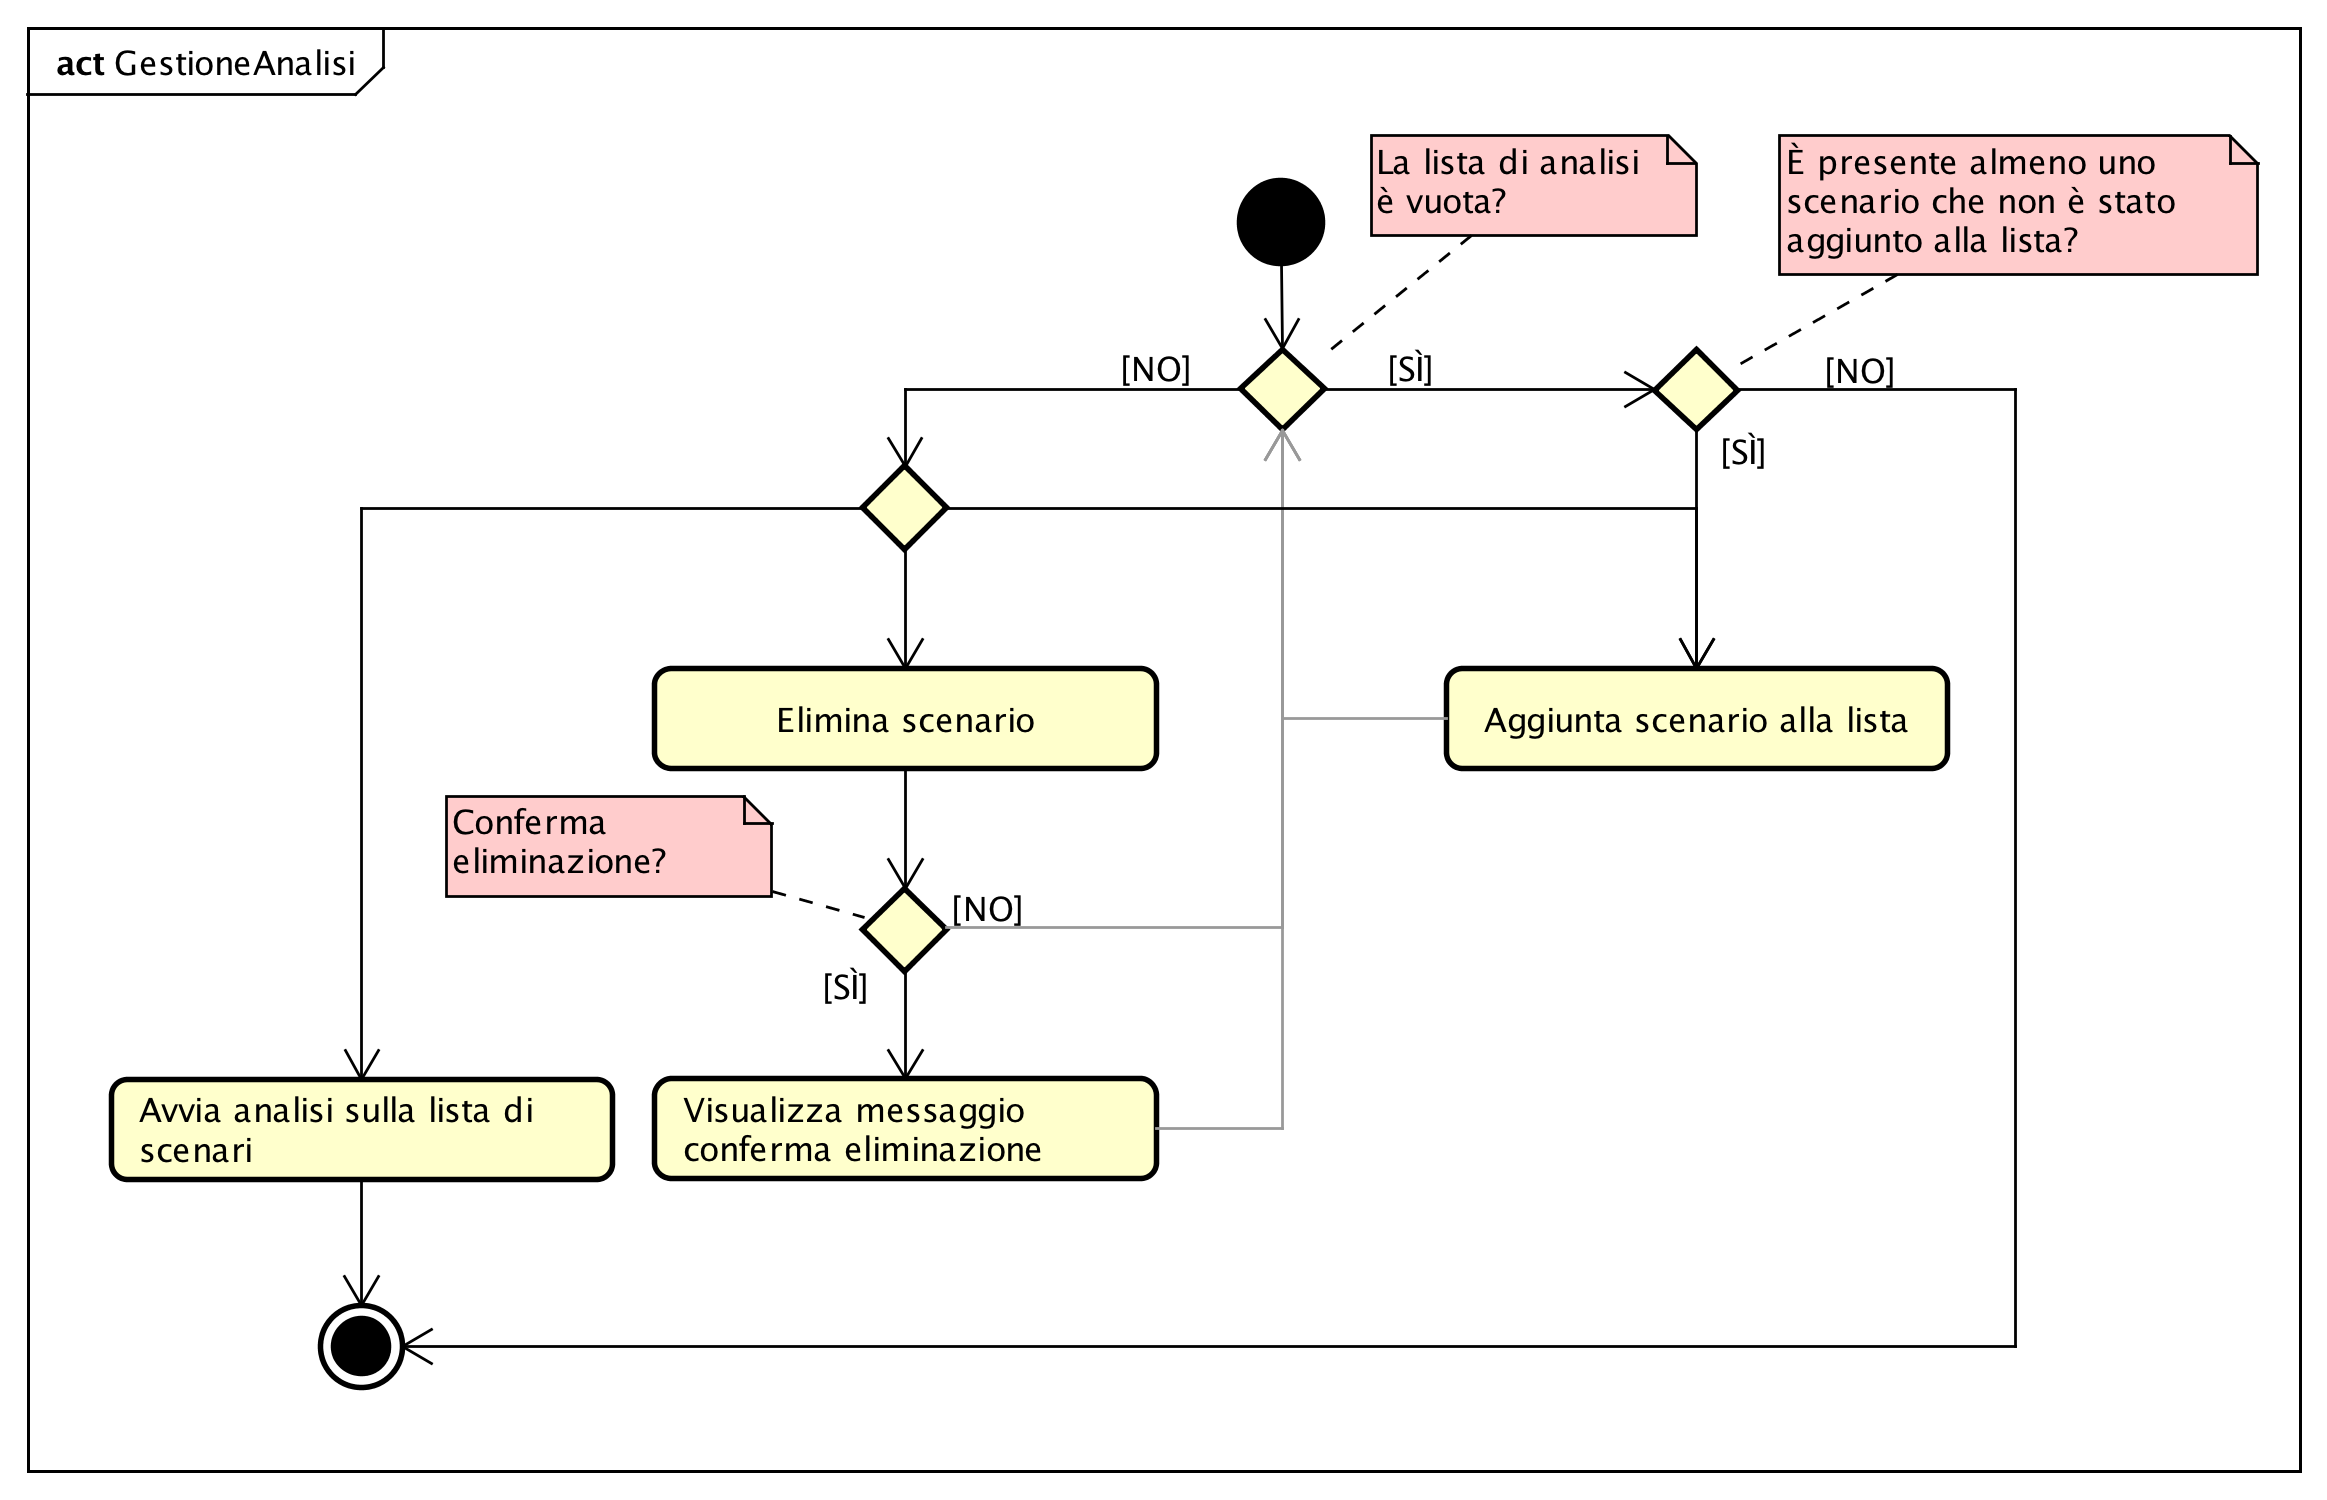 act GestioneAnalisi
La lista di analisi
è vuota?
È presente almeno uno
scenario che non è stato
aggiunto alla lista?
[NO]
[SÌ]
[NO]
[SÌ]
Elimina scenario
Aggiunta scenario alla lista
Conferma
eliminazione?
[NO]
[SÌ]
Avvia analisi sulla lista di
scenari
Visualizza messaggio
conferma eliminazione